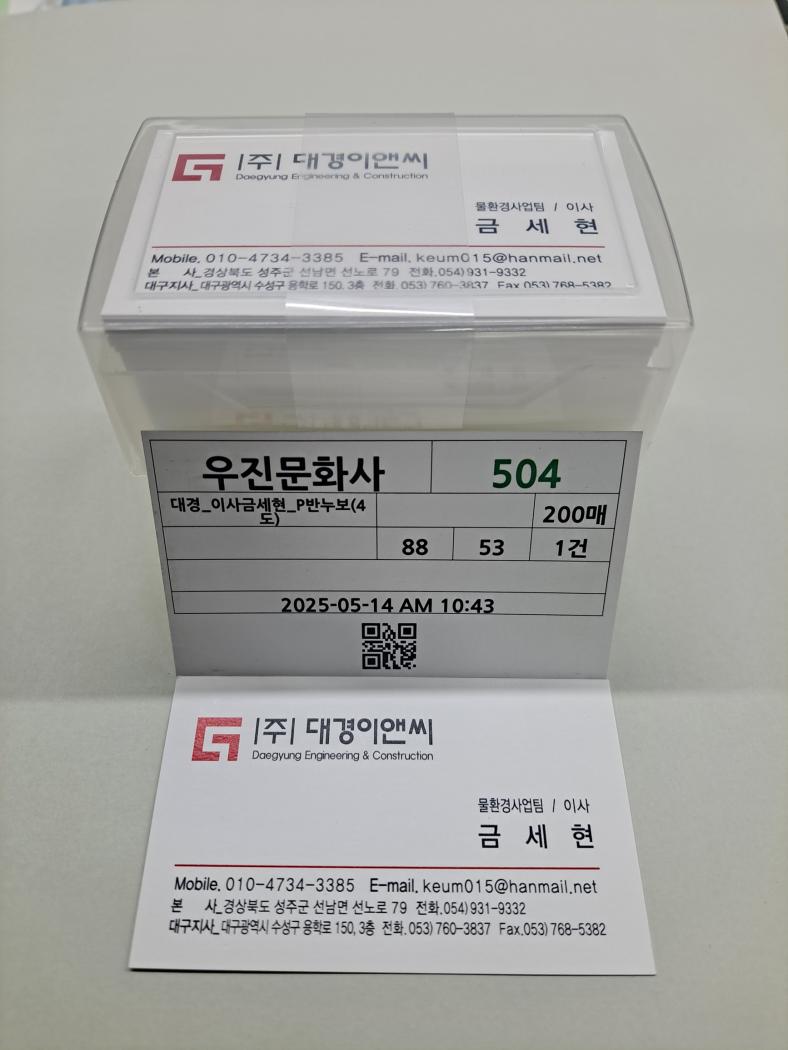 |주| 대경이앤씨
Daegyung Engineering & Construction
물환경사업팀 / 이사
금 세 현
Mobile. 010-4734-3385 E-mail. keum015@hanmail.net
본 사_경상북도 성주군 선남면 선노로 79 전화.054)931-9332
대구지사_대구광역시 수성구 용학로 150, 3층 전화. 053) 760-3837 Fax.053) 768-5382
우진문화사 504
대경_이사금세현_P반누보(4
도)
200매
88 53 1건
2025-05-14 AM 10:43
|주| 대경이앤씨
Daegyung Engineering & Construction
물환경사업팀 / 이사
금 세 현
Mobile. 010-4734-3385 E-mail. keum015@hanmail.net
본 사_경상북도 성주군 선남면 선노로 79 전화.054)931-9332
대구지사_대구광역시 수성구 용학로 150, 3층 전화. 053) 760-3837 Fax.053) 768-5382